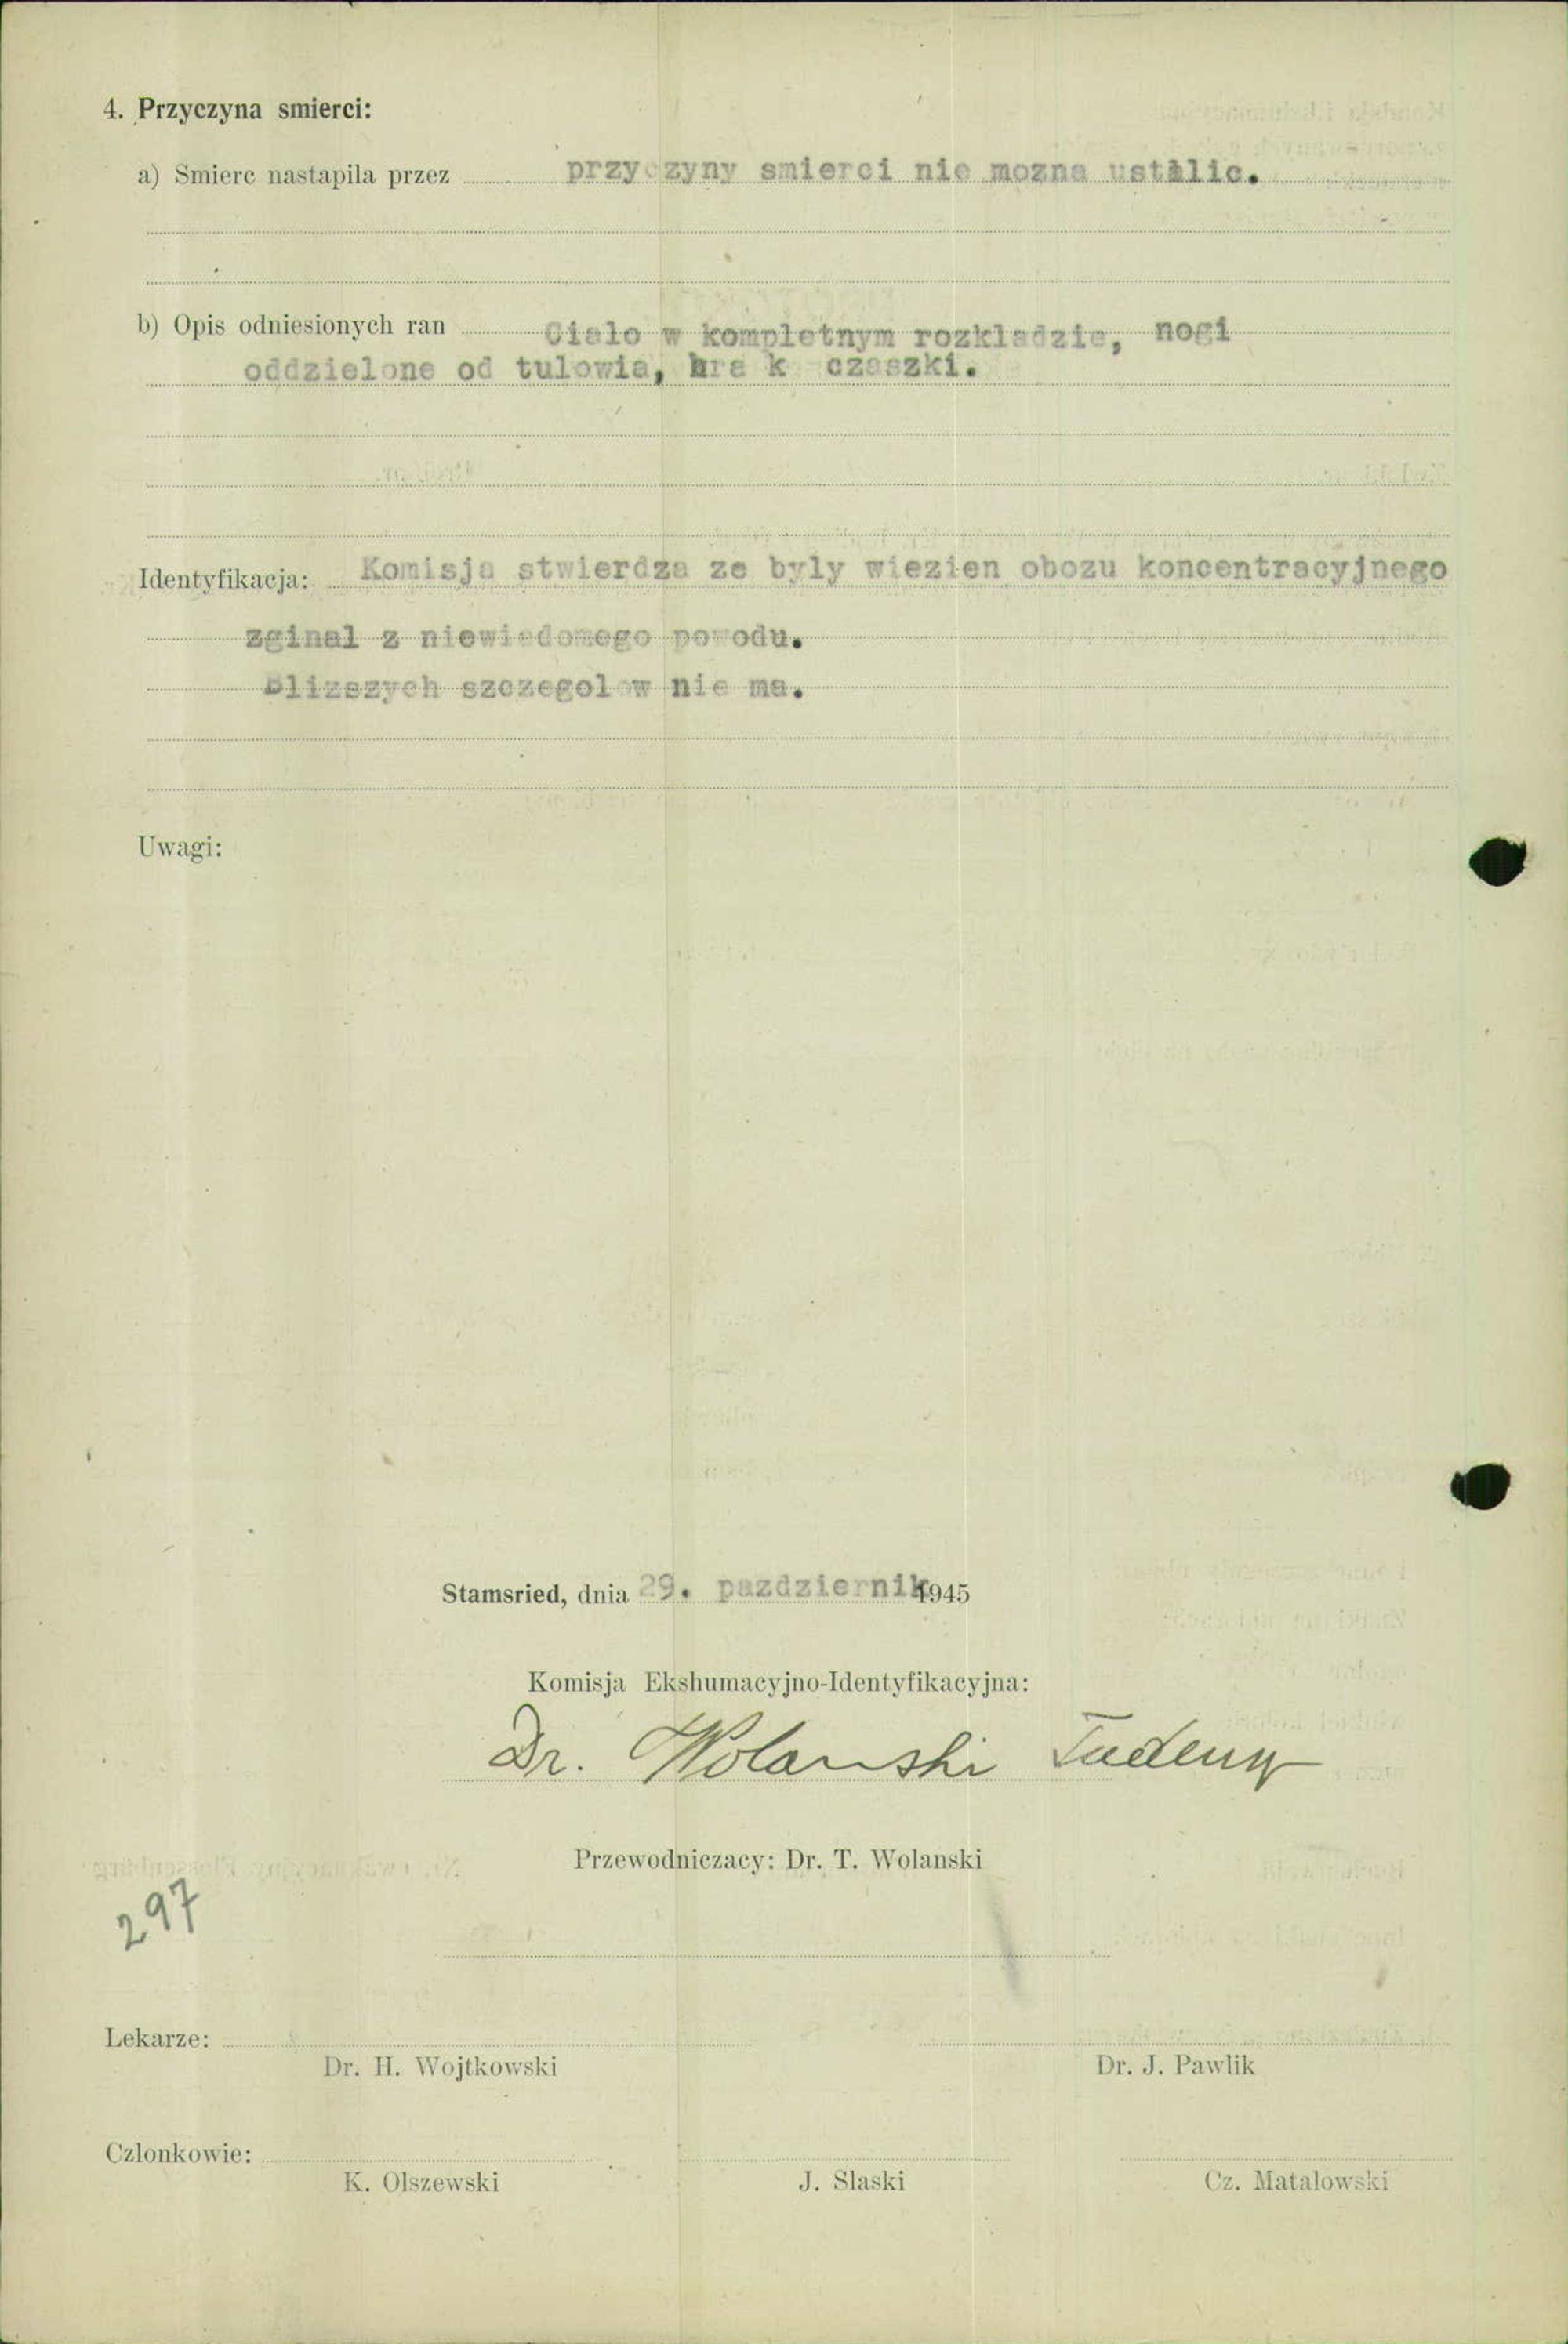 4. Przyczyna smierci:
a) Smierc nastapila przez przyczyny smierci nie mozna ustalic.
b) Opis odniesionych ran Cialo w kompletnym rozkladzie, nogi
oddzielone od tulowia, brak czaszki.
Identyfikacja: Komisja stwierdza ze byly wiezien obozu koncentracyjnego
zginal z niewiedomego powodu.
Blizszych szczegolow nie ma.
Uwagi:
Stamsried, dnia 29. pazdziernik 1945
Komisja Ekshumacyjno-Identyfikacyjna:
Dr. Wolanski Tadeusz
Przewodniczacy: Dr. T. Wolanski
297
Lekarze:
Dr. H. Wojtkowski Dr. J. Pawlik
Czlonkowie:
K. Olszewski J. Slaski Cz. Matalowski